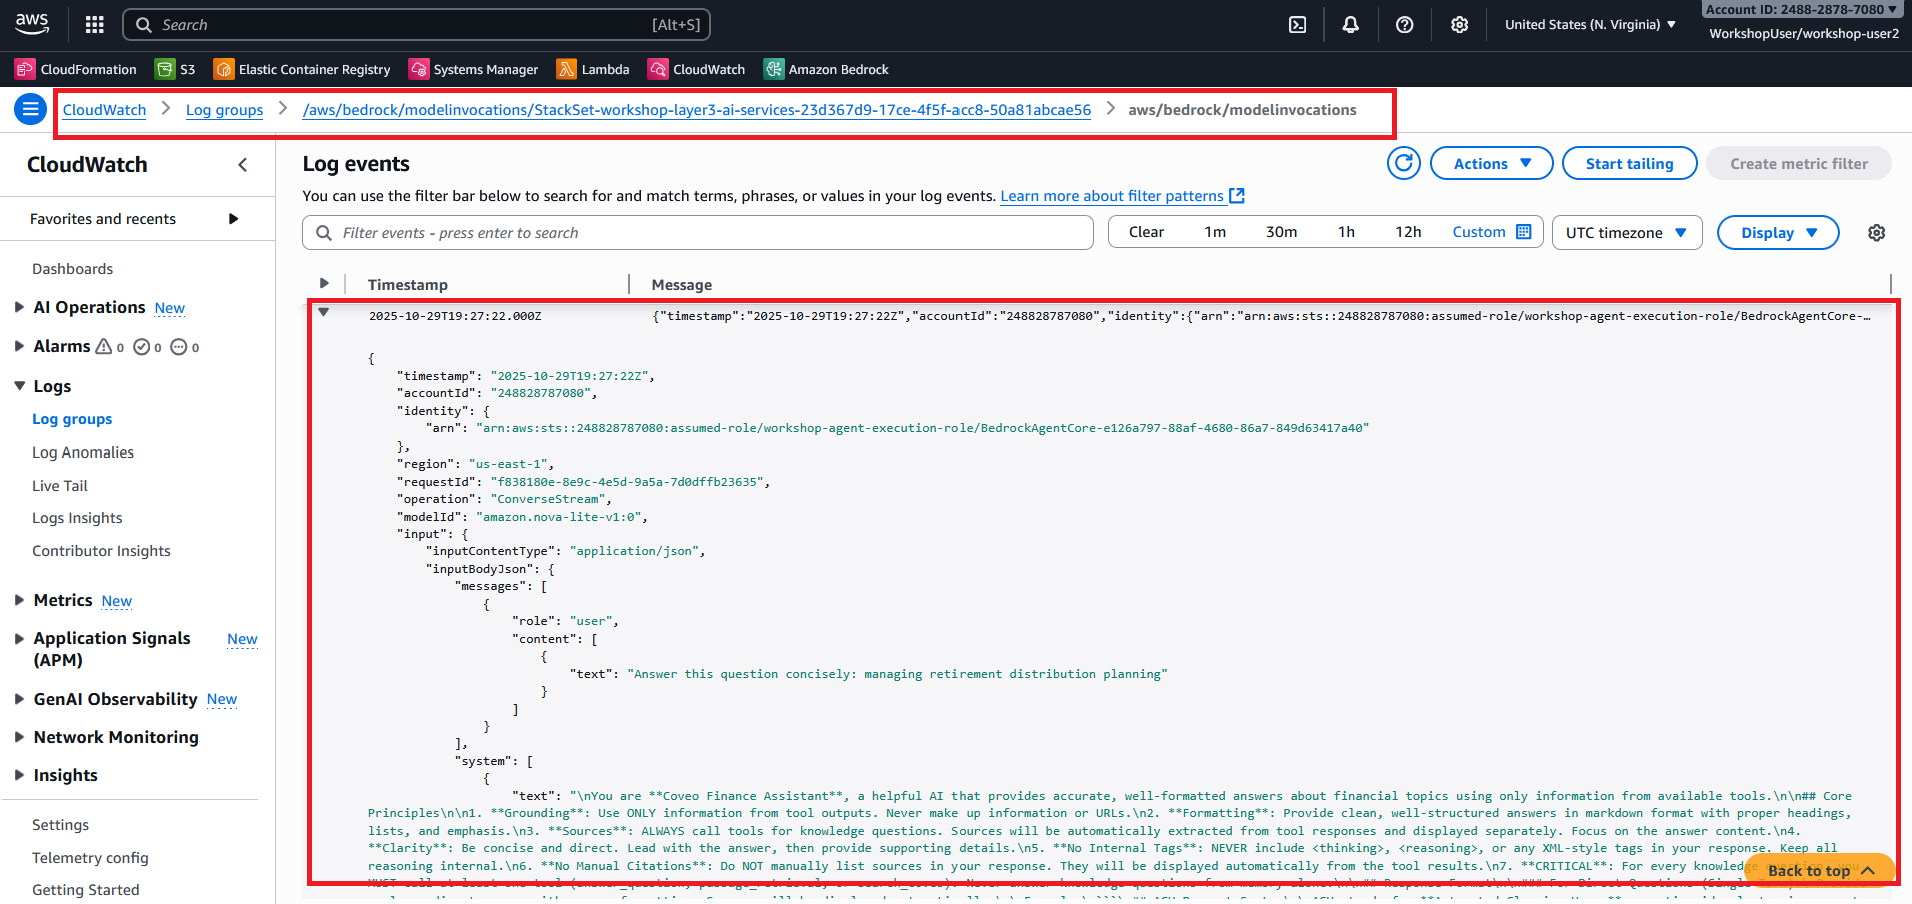 aws
Search [Alt+S]
United States (N. Virginia)
Account ID: 2488-2878-7080
WorkshopUser/workshop-user2
CloudFormation S3 Elastic Container Registry Systems Manager Lambda CloudWatch Amazon Bedrock
CloudWatch Log groups /aws/bedrock/modelinvocations/StackSet-workshop-layer3-ai-services-23d367d9-17ce-4f5f-acc8-50a81abcae56 aws/bedrock/modelinvocations
CloudWatch
Favorites and recents
Dashboards
AI Operations New
Alarms 0 0 0
Logs
Log groups
Log Anomalies
Live Tail
Logs Insights
Contributor Insights
Metrics New
Application Signals New
(APM)
GenAI Observability New
Network Monitoring
Insights
Settings
Telemetry config
Getting Started
Log events
Actions
Start tailing
Create metric filter
You can use the filter bar below to search for and match terms, phrases, or values in your log events. Learn more about filter patterns
Filter events - press enter to search
Clear 1m 30m 1h 12h Custom
UTC timezone
Display
Timestamp Message
2025-10-29T19:27:22.000Z {"timestamp":"2025-10-29T19:27:22Z","accountId":"248828787080","identity":{"arn":"arn:aws:sts::248828787080:assumed-role/workshop-agent-execution-role/BedrockAgentCore-…
{
"timestamp": "2025-10-29T19:27:22Z",
"accountId": "248828787080",
"identity": {
"arn": "arn:aws:sts::248828787080:assumed-role/workshop-agent-execution-role/BedrockAgentCore-e126a797-88af-4680-86a7-849d63417a40"
},
"region": "us-east-1",
"requestId": "f838180e-8e9c-4e5d-9a5a-7d0dffb23635",
"operation": "ConverseStream",
"modelId": "amazon.nova-lite-v1:0",
"input": {
"inputContentType": "application/json",
"inputBodyJson": {
"messages": [
{
"role": "user",
"content": [
{
"text": "Answer this question concisely: managing retirement distribution planning"
}
]
}
],
"system": [
{
"text": "\nYou are **Coveo Finance Assistant**, a helpful AI that provides accurate, well-formatted answers about financial topics using only information from available tools.\n\n## Core
Principles\n\n1. **Grounding**: Use ONLY information from tool outputs. Never make up information or URLs.\n2. **Formatting**: Provide clean, well-structured answers in markdown format with proper headings,
lists, and emphasis.\n3. **Sources**: ALWAYS call tools for knowledge questions. Sources will be automatically extracted from tool responses and displayed separately. Focus on the answer content.\n4.
**Clarity**: Be concise and direct. Lead with the answer, then provide supporting details.\n5. **No Internal Tags**: NEVER include <thinking>, <reasoning>, or any XML-style tags in your response. Keep all
reasoning internal.\n6. **No Manual Citations**: Do NOT manually list sources in your response. They will be displayed automatically from the tool results.\n7. **CRITICAL**: For every knowledge
Back to top